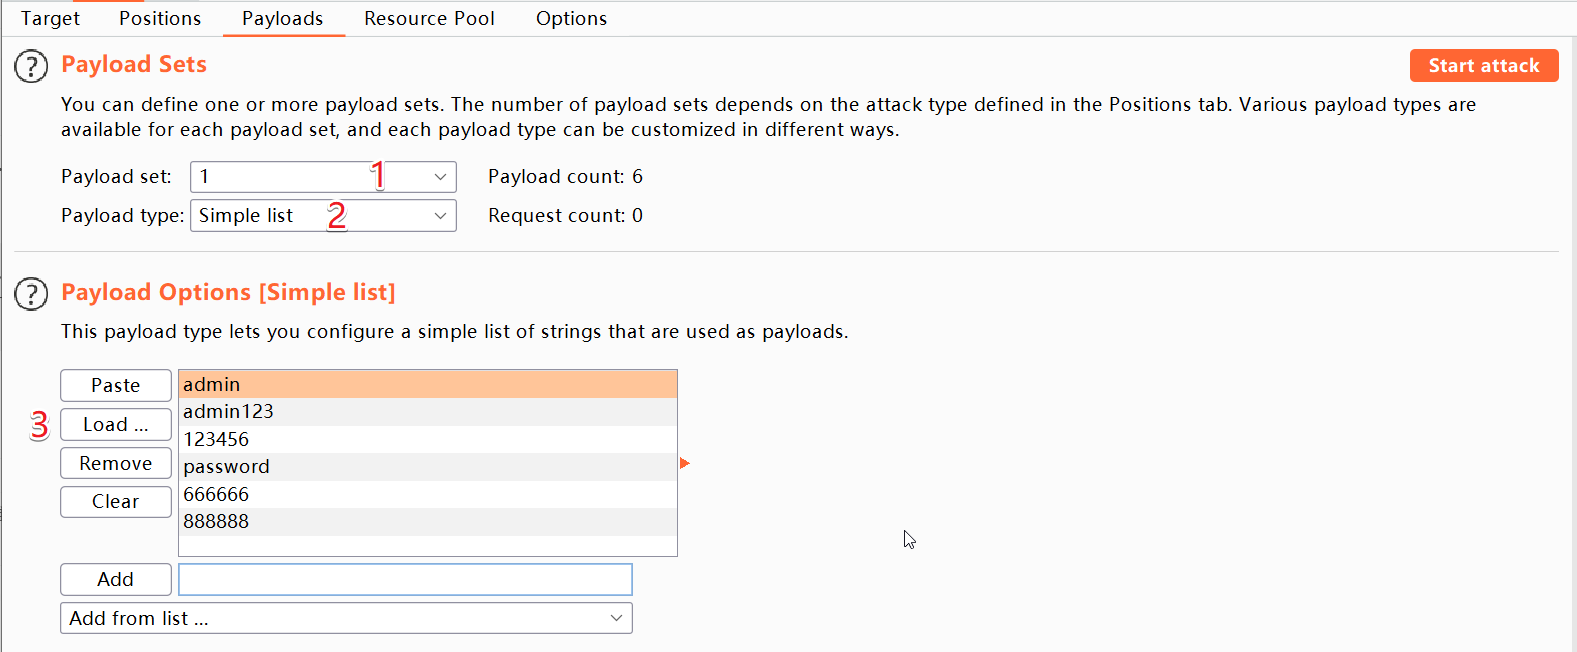 Target Positions Payloads Resource Pool Options
Payload Sets
Start attack
You can define one or more payload sets. The number of payload sets depends on the attack type defined in the Positions tab. Various payload types are
available for each payload set, and each payload type can be customized in different ways.
Payload set: 1 1 Payload count: 6
Payload type: Simple list 2 Request count: 0
Payload Options [Simple list]
This payload type lets you configure a simple list of strings that are used as payloads.
Paste admin
admin123
3 Load ... 123456
Remove password
Clear 666666
888888
Add
Add from list ...